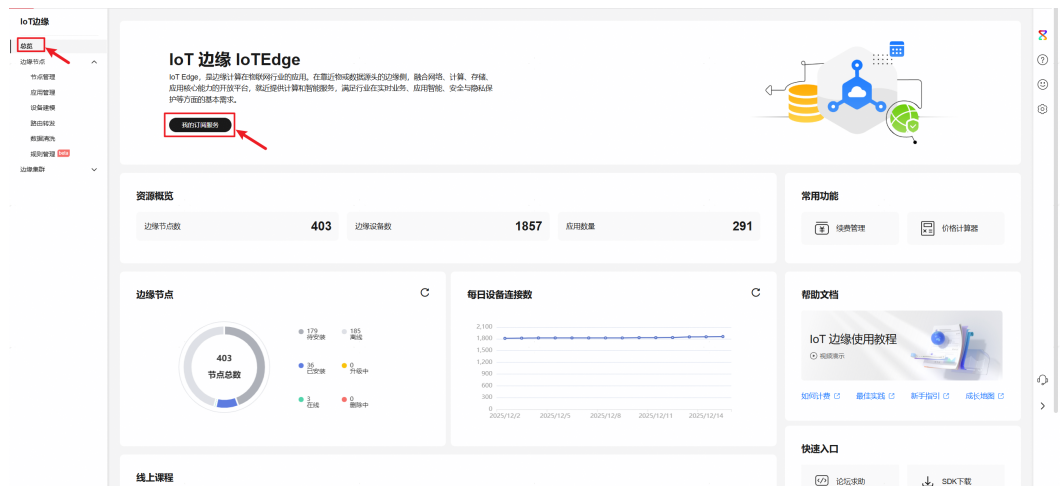 IoT边缘
总览
边缘节点
节点管理
应用管理
设备建模
路由转发
数据清洗
规则管理 beta
边缘集群
IoT 边缘 IoTEdge
IoT Edge，是边缘计算在物联网行业的应用。在靠近物或数据源头的边缘侧，融合网络、计算、存储、
应用核心能力的开放平台，就近提供计算和智能服务，满足行业在实时业务、应用智能、安全与隐私保
护等方面的基本需求。
我的订阅服务
资源概览
边缘节点数 403 边缘设备数 1857 应用数量 291
常用功能
续费管理 价格计算器
边缘节点
403
节点总数
179
待安装
185
离线
36
已安装
0
升级中
3
在线
0
删除中
每日设备连接数
2,100
1,800
1,500
1,200
900
600
300
0
2025/12/2 2025/12/5 2025/12/8 2025/12/11 2025/12/14
帮助文档
IoT 边缘使用教程
视频演示
如何计费 最佳实践 新手指引 成长地图
快速入口
论坛求助 SDK下载
线上课程